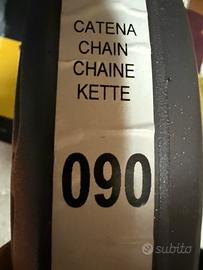 CATENA
CHAIN
CHAINE
KETTE
090
subito